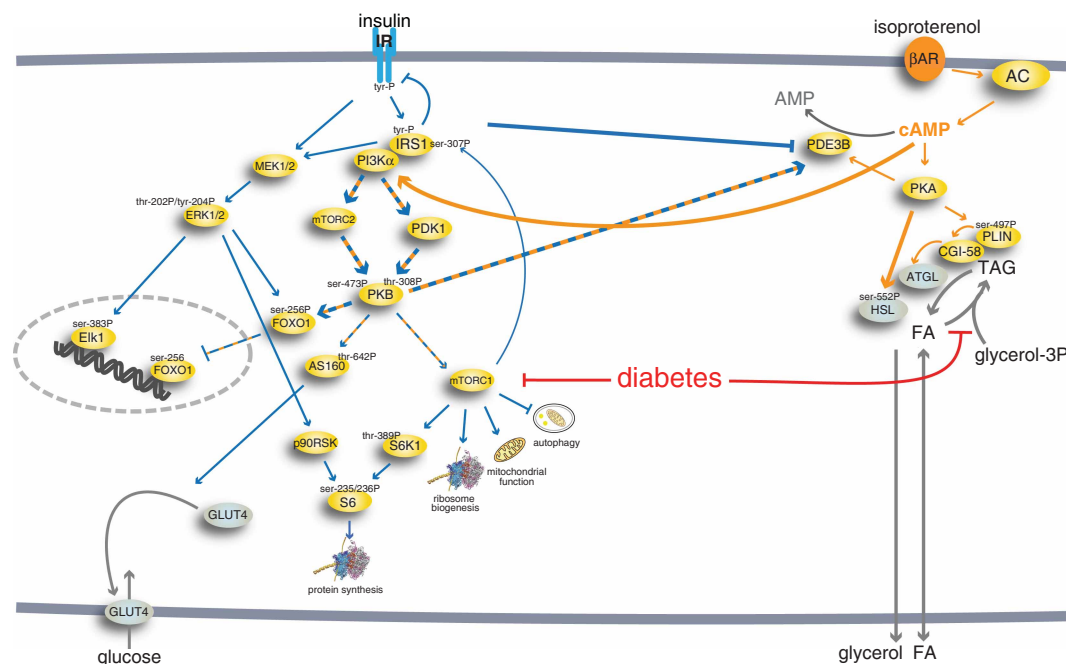 insulin
IR
tyr-P
tyr-P
IRS1
ser-307P
PI3Kα
MEK1/2
thr-202P/tyr-204P
ERK1/2
mTORC2
PDK1
ser-473P
thr-308P
PKB
ser-256P
FOXO1
ser-383P
Elk1
ser-256
FOXO1
AS160
thr-642P
mTORC1
autophagy
mitochondrial
function
ribosome
biogenesis
p90RSK
thr-389P
S6K1
ser-235/236P
S6
protein synthesis
GLUT4
GLUT4
glucose
isoproterenol
βAR
AC
AMP
cAMP
PDE3B
PKA
ser-497P
PLIN
CGI-58
ATGL
TAG
ser-552P
HSL
FA
glycerol-3P
diabetes
glycerol
FA